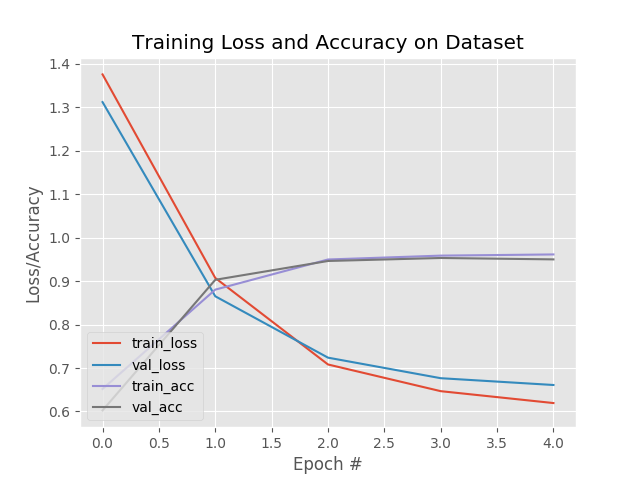 Training Loss and Accuracy on Dataset
Loss/Accuracy
1.4
1.3
1.2
1.1
1.0
0.9
0.8
0.7
0.6
train_loss
val_loss
train_acc
val_acc
0.0 0.5 1.0 1.5 2.0 2.5 3.0 3.5 4.0
Epoch #